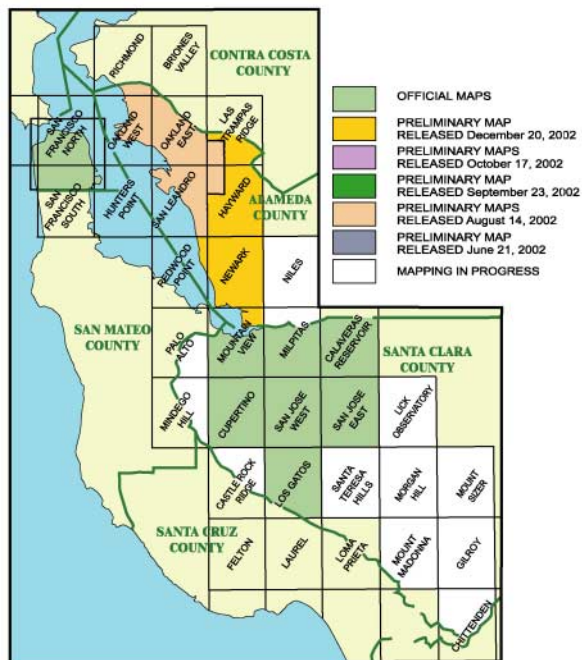 RICHMOND
BRIONES
VALLEY
CONTRA COSTA
COUNTY
SAN
FRANCISCO
NORTH
OAKLAND
WEST
OAKLAND
EAST
LAS
TRAMPAS
RIDGE
SAN
FRANCISCO
SOUTH
HUNTERS
POINT
SAN LEANDRO
HAYWARD
ALAMEDA
COUNTY
REDWOOD
POINT
NEWARK
NILES
SAN MATEO
COUNTY
PALO
ALTO
MOUNTAIN
VIEW
MILPITAS
CALAVERAS
RESERVOIR
SANTA CLARA
COUNTY
MINDEGO
HILL
CUPERTINO
SAN JOSE
WEST
SAN JOSE
EAST
LICK
OBSERVATORY
CASTLE ROCK
RIDGE
LOS GATOS
SANTA
TERESA
HILLS
MORGAN
HILL
MOUNT
SIZER
SANTA CRUZ
COUNTY
FELTON
LAUREL
LOMA
PRIETA
MOUNT
MADONNA
GILROY
CHITTENDEN
OFFICIAL MAPS
PRELIMINARY MAP
RELEASED December 20, 2002
PRELIMINARY MAPS
RELEASED October 17, 2002
PRELIMINARY MAP
RELEASED September 23, 2002
PRELIMINARY MAP
RELEASED August 14, 2002
PRELIMINARY MAP
RELEASED June 21, 2002
MAPPING IN PROGRESS